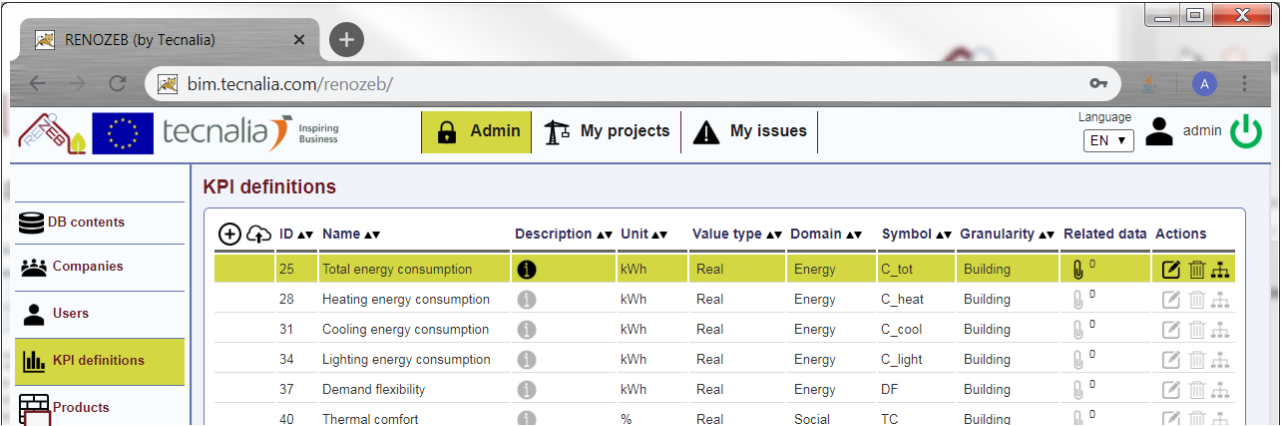 RENOZEB (by Tecnalia)
bim.tecnalia.com/renozeb/
A
REZEB
tecnalia Inspiring Business
Admin
My projects
My issues
Language
EN
admin
KPI definitions
DB contents
Companies
Users
KPI definitions
Products
ID Name Description Unit Value type Domain Symbol Granularity Related data Actions
25 Total energy consumption kWh Real Energy C_tot Building 0
28 Heating energy consumption kWh Real Energy C_heat Building 0
31 Cooling energy consumption kWh Real Energy C_cool Building 0
34 Lighting energy consumption kWh Real Energy C_light Building 0
37 Demand flexibility kWh Real Energy DF Building 0
40 Thermal comfort % Real Social TC Building 0